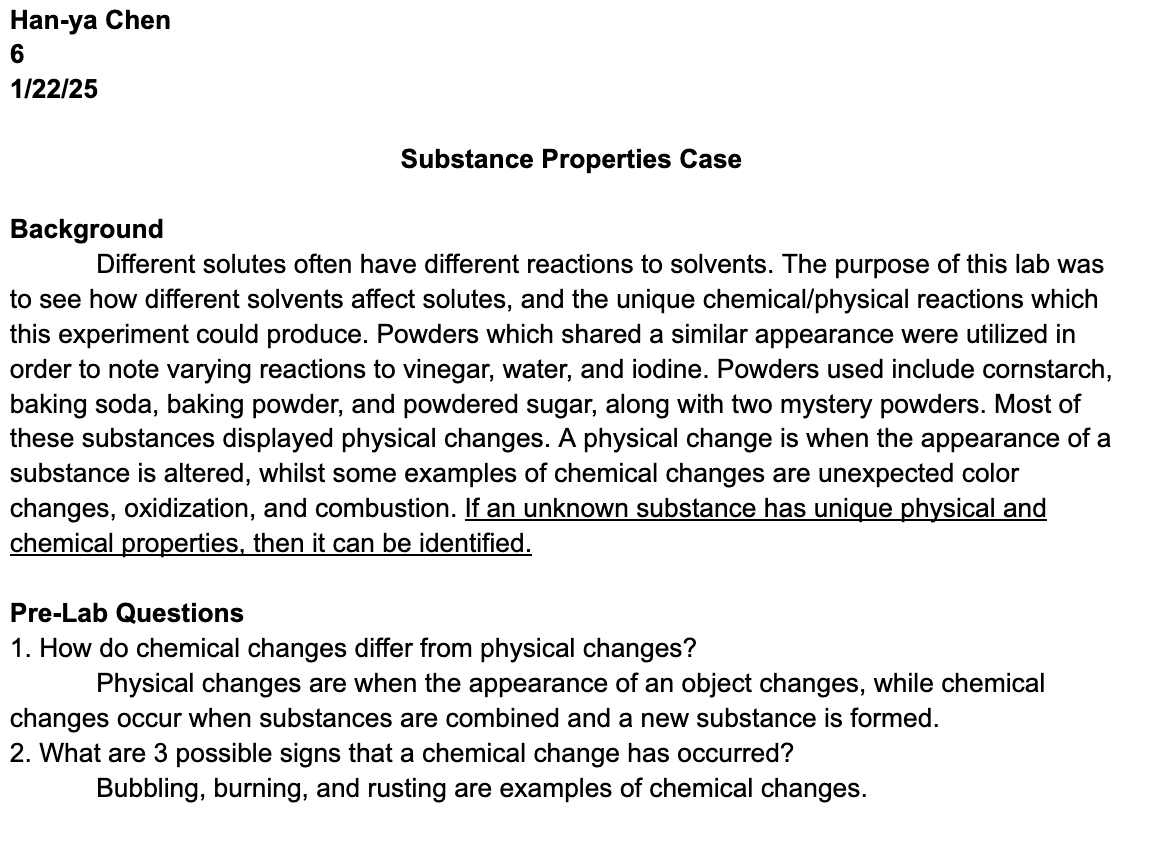 Han-ya Chen
6
1/22/25
Substance Properties Case
Background
Different solutes often have different reactions to solvents. The purpose of this lab was
to see how different solvents affect solutes, and the unique chemical/physical reactions which
this experiment could produce. Powders which shared a similar appearance were utilized in
order to note varying reactions to vinegar, water, and iodine. Powders used include cornstarch,
baking soda, baking powder, and powdered sugar, along with two mystery powders. Most of
these substances displayed physical changes. A physical change is when the appearance of a
substance is altered, whilst some examples of chemical changes are unexpected color
changes, oxidization, and combustion. If an unknown substance has unique physical and
chemical properties, then it can be identified.
Pre-Lab Questions
1. How do chemical changes differ from physical changes?
Physical changes are when the appearance of an object changes, while chemical
changes occur when substances are combined and a new substance is formed.
2. What are 3 possible signs that a chemical change has occurred?
Bubbling, burning, and rusting are examples of chemical changes.